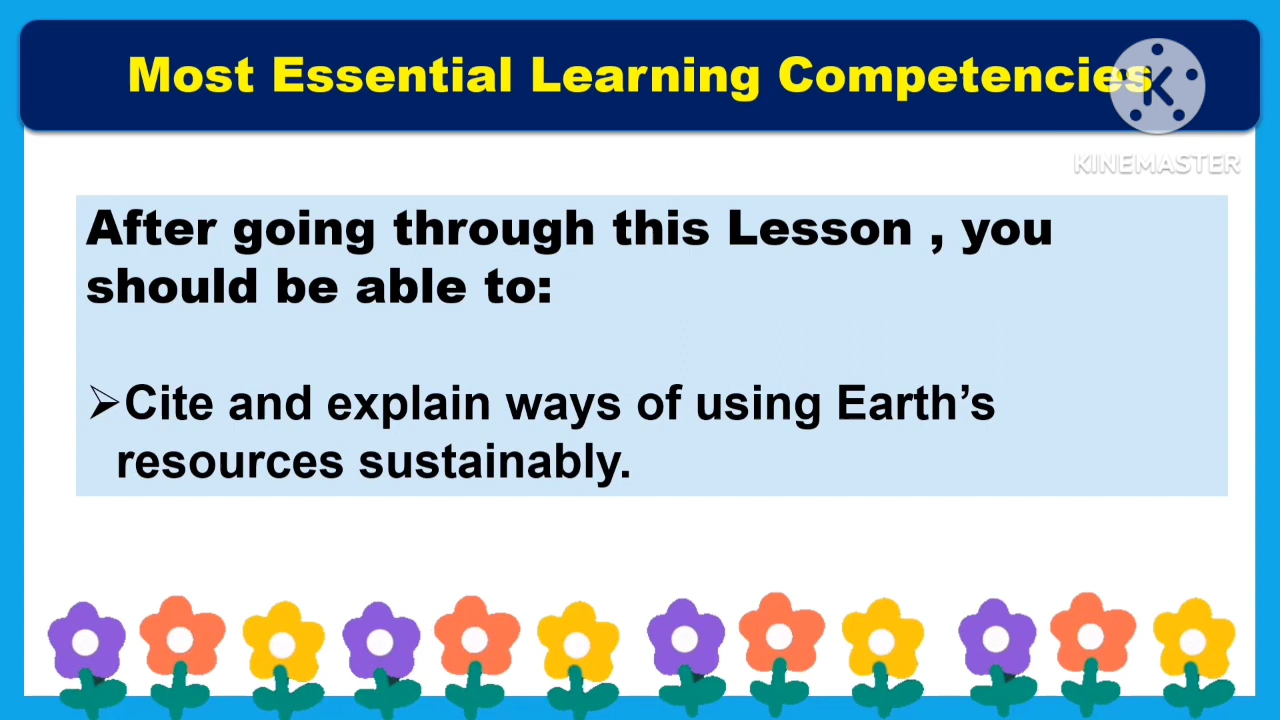 Most Essential Learning Competencies
K
KINEMASTER
After going through this Lesson , you
should be able to:
➢Cite and explain ways of using Earth’s
resources sustainably.